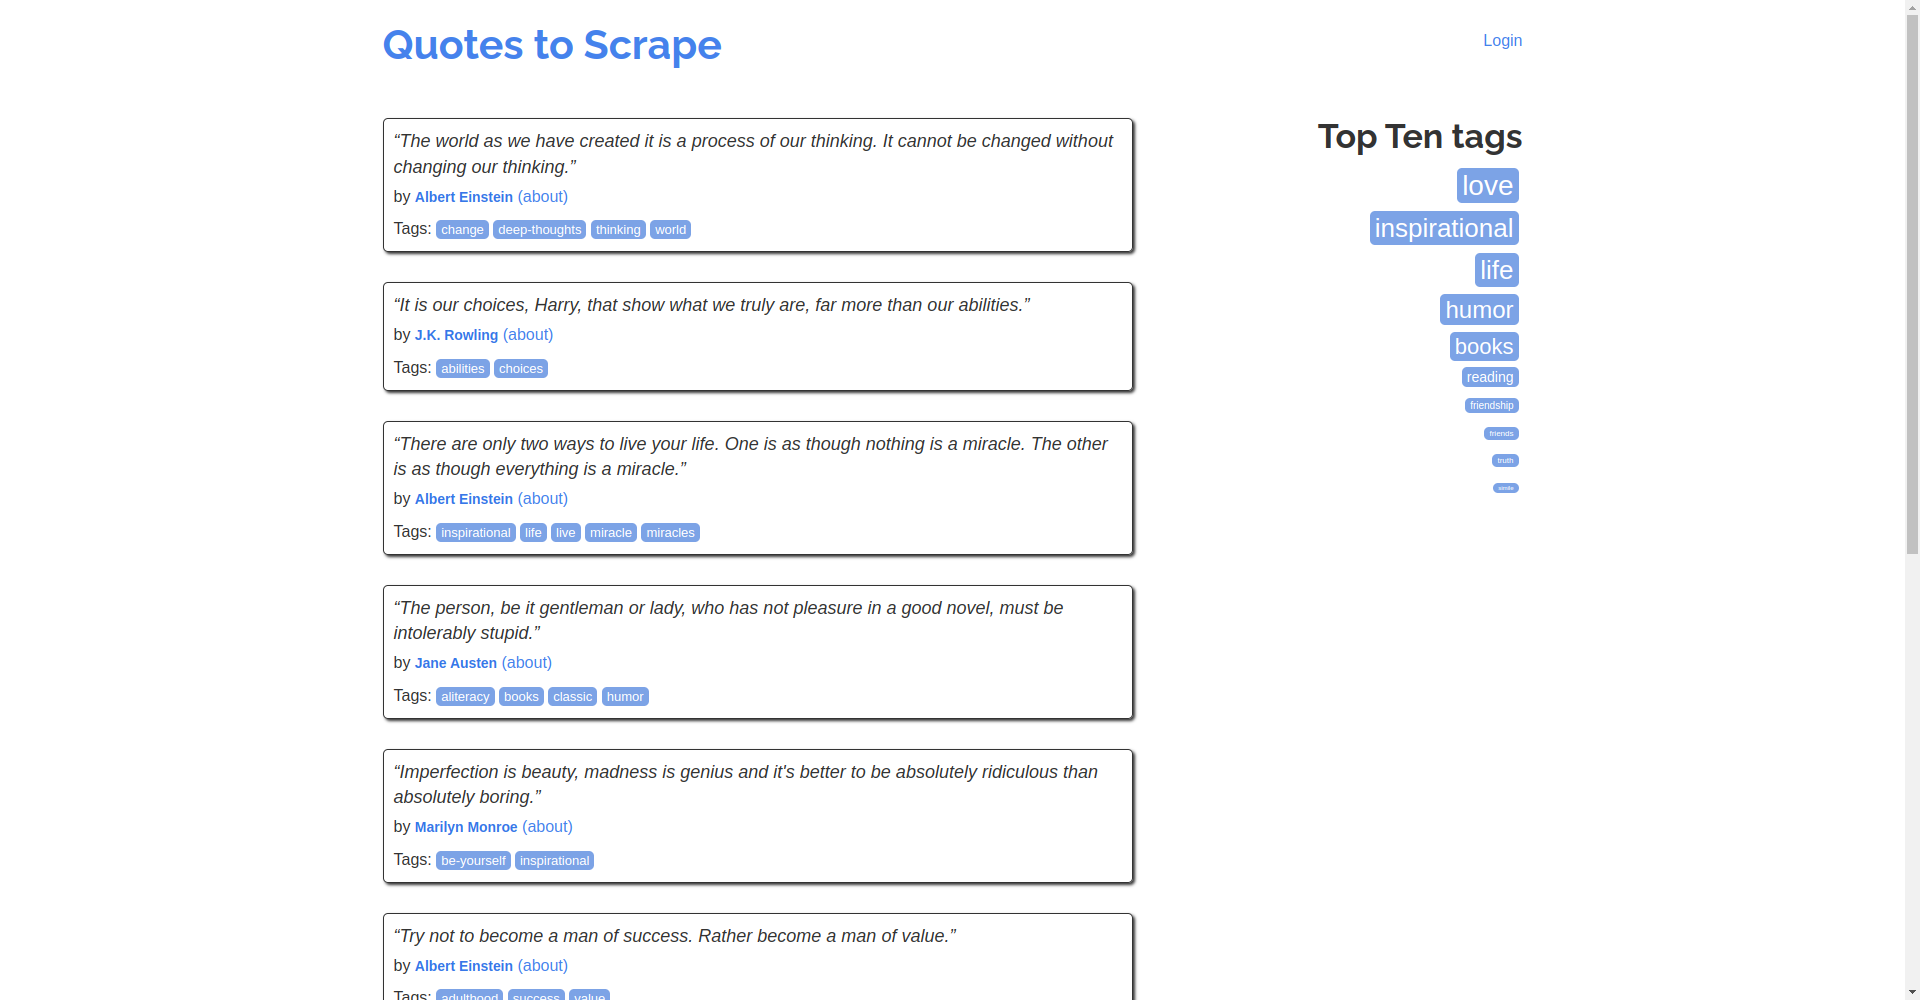 Quotes to Scrape
Login
“The world as we have created it is a process of our thinking. It cannot be changed without
changing our thinking.”
by Albert Einstein (about)
Tags: change deep-thoughts thinking world
“It is our choices, Harry, that show what we truly are, far more than our abilities.”
by J.K. Rowling (about)
Tags: abilities choices
“There are only two ways to live your life. One is as though nothing is a miracle. The other
is as though everything is a miracle.”
by Albert Einstein (about)
Tags: inspirational life live miracle miracles
“The person, be it gentleman or lady, who has not pleasure in a good novel, must be
intolerably stupid.”
by Jane Austen (about)
Tags: aliteracy books classic humor
“Imperfection is beauty, madness is genius and it's better to be absolutely ridiculous than
absolutely boring.”
by Marilyn Monroe (about)
Tags: be-yourself inspirational
“Try not to become a man of success. Rather become a man of value.”
by Albert Einstein (about)
Tags: adulthood success value
Top Ten tags
love
inspirational
life
humor
books
reading
friendship
friends
truth
simile